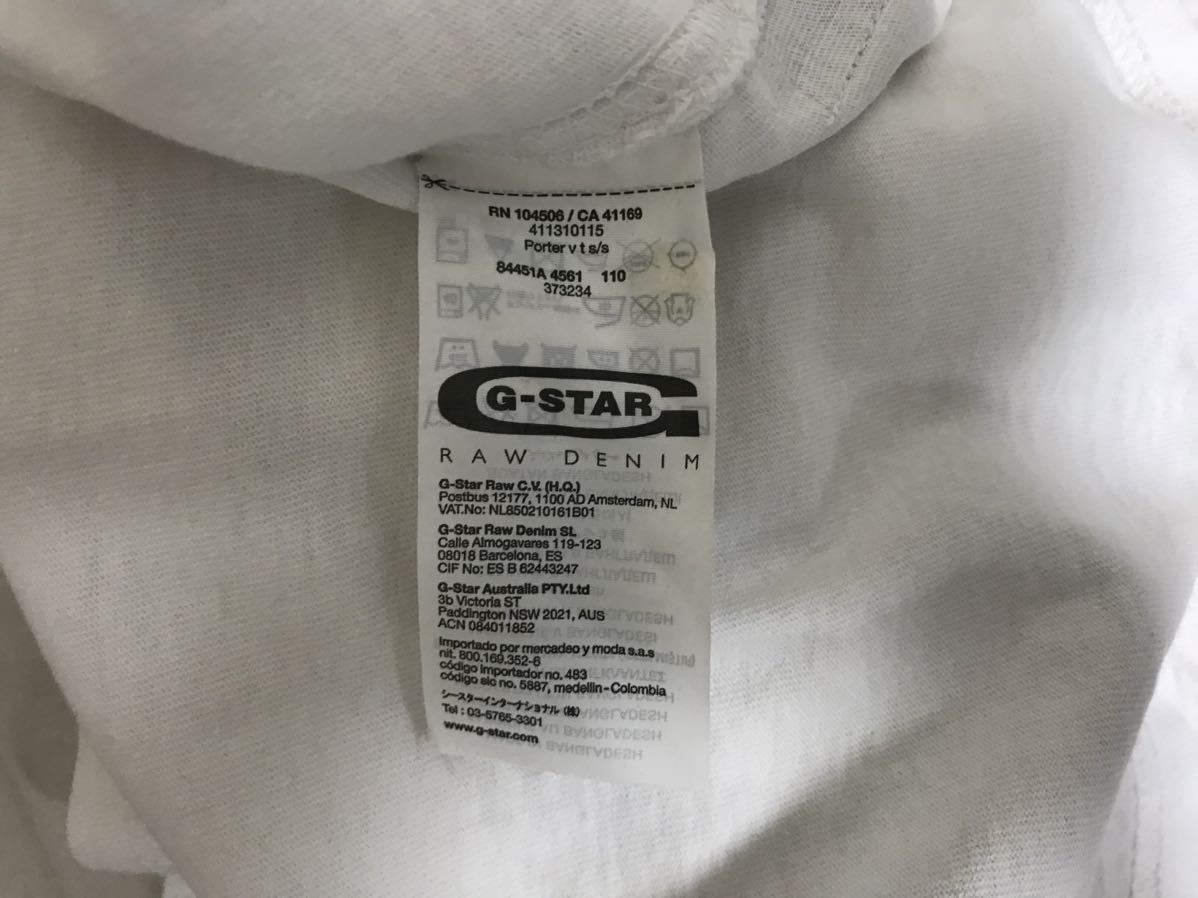 RN 104506 / CA 41169
411310115
Porter v t s/s
84451A 4561 110
373234
G-STAR
RAW DENIM
G-Star Raw C.V. (H.Q.)
Postbus 12177, 1100 AD Amsterdam, NL
VAT.No: NL850210161B01
G-Star Raw Denim SL
Calle Almogavares 119-123
08018 Barcelona, ES
CIF No: ES B 62443247
G-Star Australia PTY.Ltd
3b Victoria ST
Paddington NSW 2021, AUS
ACN 084011852
Importado por mercadeo y moda s.a.s
nit. 800.169.352-6
código importador no. 483
código sic no. 5887, medellin-Colombia
ジースターインターナショナル (株)
Tel : 03-5765-3301
www.g-star.com